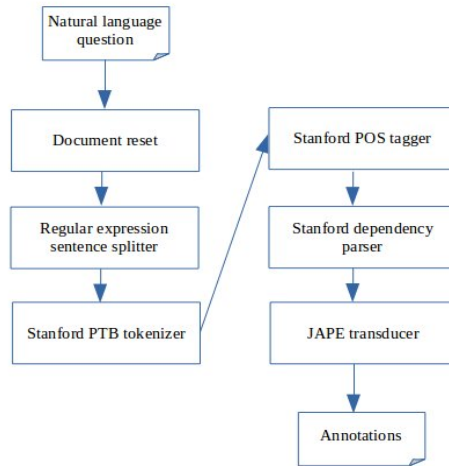 Natural language
question
Document reset
Regular expression
sentence splitter
Stanford PTB tokenizer
Stanford POS tagger
Stanford dependency
parser
JAPE transducer
Annotations